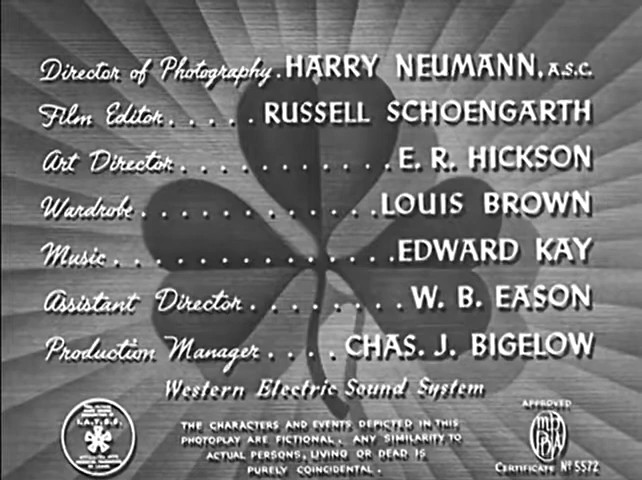 Director of Photography. HARRY NEUMANN, A.S.C.
Film Editor. . . . . RUSSELL SCHOENGARTH
Art Director. . . . . . . . . . . . E. R. HICKSON
Wardrobe. . . . . . . . . . . . . LOUIS BROWN
Music. . . . . . . . . . . . . . . EDWARD KAY
Assistant Director. . . . . . . . W. B. EASON
Production Manager . . . . CHAS. J. BIGELOW
Western Electric Sound System
I.A.T.S.E.
THE CHARACTERS AND EVENTS DEPICTED IN THIS
PHOTOPLAY ARE FICTIONAL. ANY SIMILARITY TO
ACTUAL PERSONS, LIVING OR DEAD IS
PURELY COINCIDENTAL.
APPROVED
MPPDA
CERTIFICATE Nº 5572